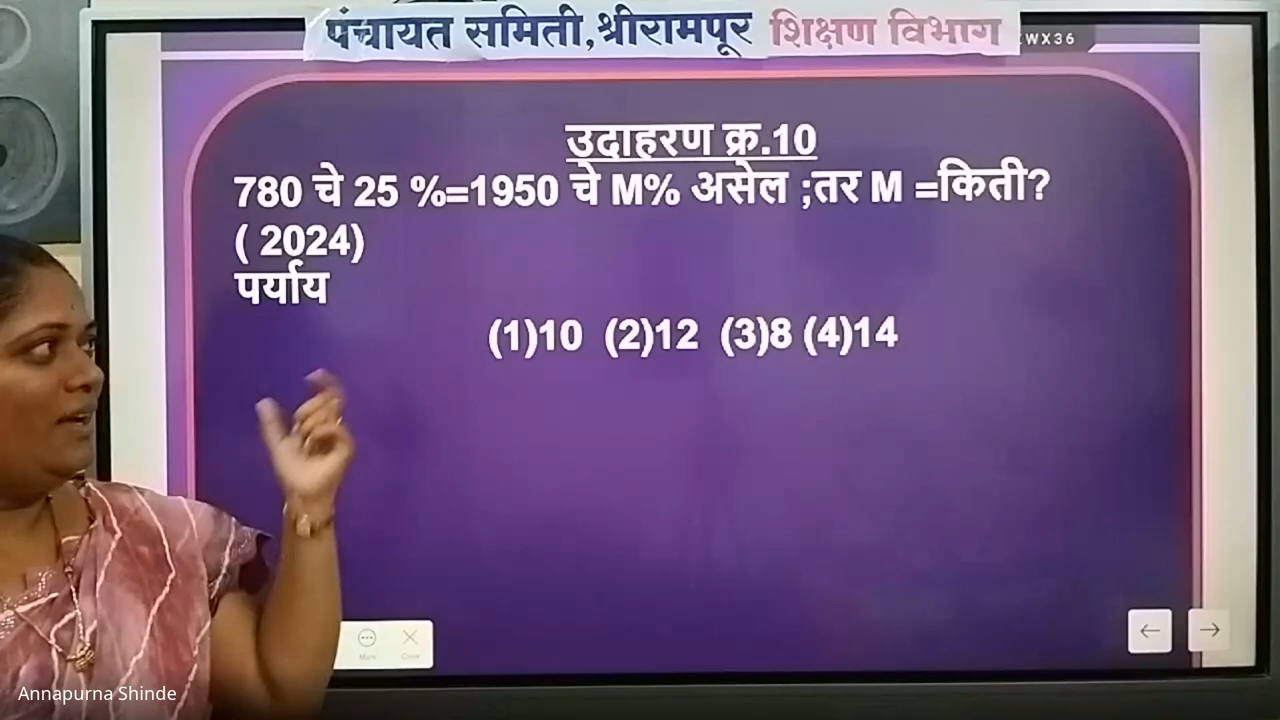 पंचायत समिती,श्रीरामपूर शिक्षण विभाग
WX36
उदाहरण क्र.10
780 चे 25 %=1950 चे M% असेल ;तर M =किती?
( 2024)
पर्याय
(1)10 (2)12 (3)8 (4)14
Annapurna Shinde